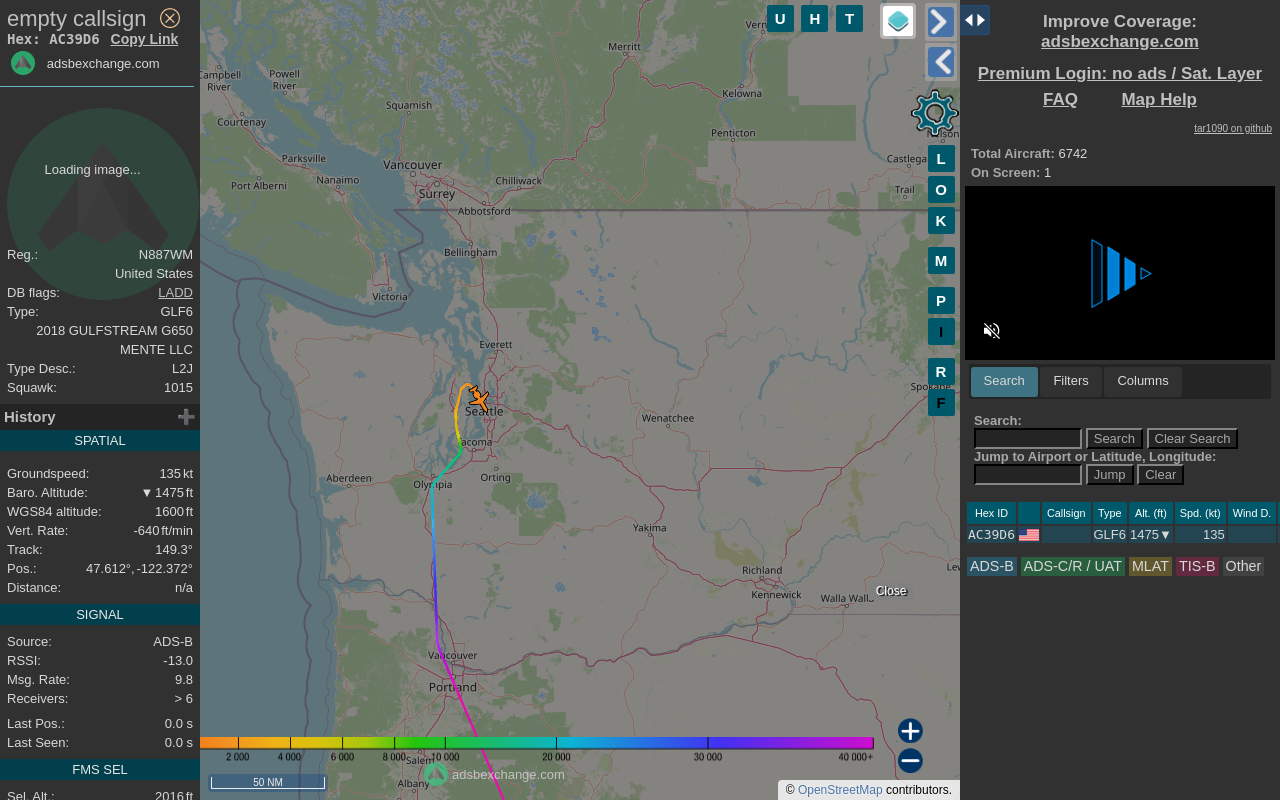 empty callsign
Hex: AC39D6 Copy Link
adsbexchange.com
Loading image...
Reg.: N887WM
United States
DB flags: LADD
Type: GLF6
2018 GULFSTREAM G650
MENTE LLC
Type Desc.: L2J
Squawk: 1015
History
SPATIAL
Groundspeed: 135 kt
Baro. Altitude: ▼ 1475 ft
WGS84 altitude: 1600 ft
Vert. Rate: -640 ft/min
Track: 149.3°
Pos.: 47.612°, -122.372°
Distance: n/a
SIGNAL
Source: ADS-B
RSSI: -13.0
Msg. Rate: 9.8
Receivers: > 6
Last Pos.: 0.0 s
Last Seen: 0.0 s
FMS SEL
Sel. Alt.: 2016 ft
U H T
Merritt
Campbell River
Powell River
Squamish
Kelowna
Courtenay
Penticton
Nelson
Parksville
Vancouver
Nanaimo
Port Alberni
Chilliwack
Surrey
Abbotsford
Trail
Bellingham
Victoria
Everett
Seattle
Wenatchee
acoma
Aberdeen
Olympia
Orting
Yakima
Richland
Kennewick
Walla Walla
Vancouver
Portland
Salem
Albany
L
O
K
M
P
I
R
F
Close
2 000 4 000 6 000 8 000 10 000 20 000 30 000 40 000+
50 NM
adsbexchange.com
© OpenStreetMap contributors.
Improve Coverage:
adsbexchange.com
Premium Login: no ads / Sat. Layer
FAQ Map Help
tar1090 on github
Total Aircraft: 6742
On Screen: 1
Search Filters Columns
Search:
Search Clear Search
Jump to Airport or Latitude, Longitude:
Jump Clear
Hex ID Callsign Type Alt. (ft) Spd. (kt) Wind D.
AC39D6 GLF6 1475▼ 135
ADS-B ADS-C/R / UAT MLAT TIS-B Other